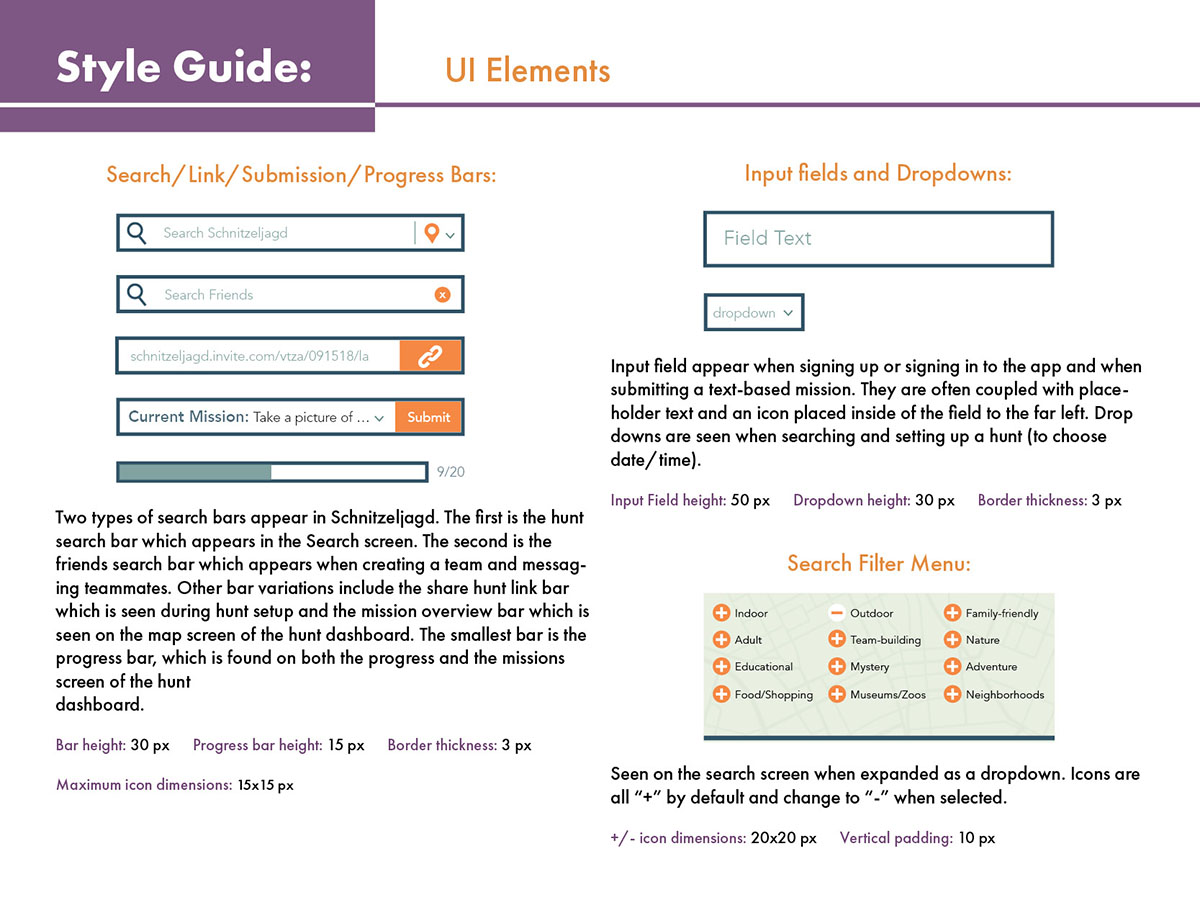 Style Guide:
UI Elements
Search/Link/Submission/Progress Bars:
Search Schnitzeljagd
Search Friends
x
schnitzeljagd.invite.com/vtza/091518/la
Current Mission: Take a picture of ...
Submit
9/20
Two types of search bars appear in Schnitzeljagd. The first is the hunt
search bar which appears in the Search screen. The second is the
friends search bar which appears when creating a team and messag-
ing teammates. Other bar variations include the share hunt link bar
which is seen during hunt setup and the mission overview bar which is
seen on the map screen of the hunt dashboard. The smallest bar is the
progress bar, which is found on both the progress and the missions
screen of the hunt
dashboard.
Bar height: 30 px Progress bar height: 15 px Border thickness: 3 px
Maximum icon dimensions: 15x15 px
Input fields and Dropdowns:
Field Text
dropdown
Input field appear when signing up or signing in to the app and when
submitting a text-based mission. They are often coupled with place-
holder text and an icon placed inside of the field to the far left. Drop
downs are seen when searching and setting up a hunt (to choose
date/time).
Input Field height: 50 px Dropdown height: 30 px Border thickness: 3 px
Search Filter Menu:
Indoor Outdoor Family-friendly
Adult Team-building Nature
Educational Mystery Adventure
Food/Shopping Museums/Zoos Neighborhoods
Seen on the search screen when expanded as a dropdown. Icons are
all “+” by default and change to “-” when selected.
+/- icon dimensions: 20x20 px Vertical padding: 10 px